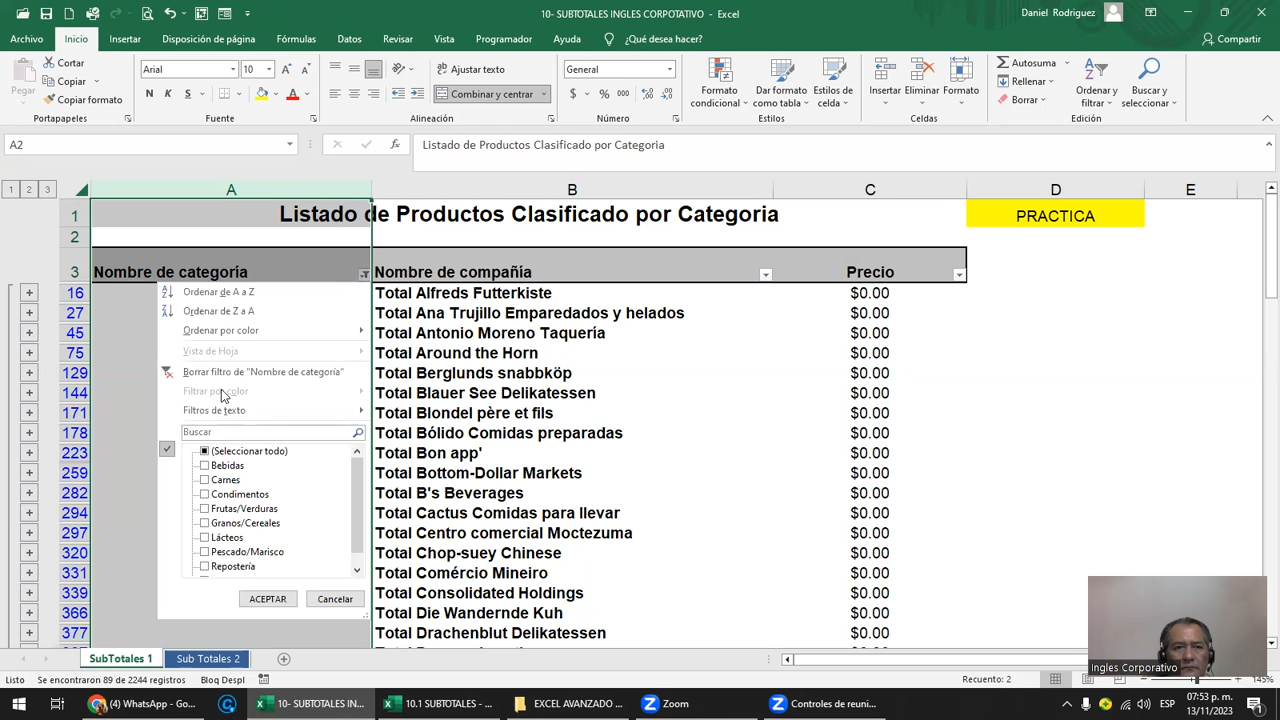 10- SUBTOTALES INGLES CORPOTATIVO - Excel
Daniel Rodriguez
Archivo Inicio Insertar Disposición de página Fórmulas Datos Revisar Vista Programador Ayuda ¿Qué desea hacer? Compartir
Pegar
Cortar
Copiar
Copiar formato
Portapapeles
Arial 10
N K S
Fuente
Ajustar texto
Combinar y centrar
Alineación
General
$ % 000
Número
Formato condicional
Dar formato como tabla
Estilos de celda
Estilos
Insertar Eliminar Formato
Celdas
Autosuma
Rellenar
Borrar
Ordenar y filtrar
Buscar y seleccionar
Edición
A2 fx Listado de Productos Clasificado por Categoria
1 2 3 A B C D E
1 Listado de Productos Clasificado por Categoria PRACTICA
2
3 Nombre de categoría Nombre de compañía Precio
16 Total Alfreds Futterkiste $0.00
27 Total Ana Trujillo Emparedados y helados $0.00
45 Total Antonio Moreno Taquería $0.00
75 Total Around the Horn $0.00
129 Total Berglunds snabbköp $0.00
144 Total Blauer See Delikatessen $0.00
171 Total Blondel père et fils $0.00
178 Total Bólido Comidas preparadas $0.00
223 Total Bon app' $0.00
259 Total Bottom-Dollar Markets $0.00
282 Total B's Beverages $0.00
294 Total Cactus Comidas para llevar $0.00
297 Total Centro comercial Moctezuma $0.00
320 Total Chop-suey Chinese $0.00
331 Total Comércio Mineiro $0.00
339 Total Consolidated Holdings $0.00
366 Total Die Wandernde Kuh $0.00
377 Total Drachenblut Delikatessen $0.00
Ordenar de A a Z
Ordenar de Z a A
Ordenar por color
Vista de Hoja
Borrar filtro de "Nombre de categoría"
Filtrar por color
Filtros de texto
Buscar
(Seleccionar todo)
Bebidas
Carnes
Condimentos
Frutas/Verduras
Granos/Cereales
Lácteos
Pescado/Marisco
Repostería
ACEPTAR Cancelar
Ingles Corporativo
SubTotales 1 Sub Totales 2
Listo Se encontraron 89 de 2244 registros Bloq Despl Recuento: 2 145%
(4) WhatsApp - Go... 10- SUBTOTALES IN... 10.1 SUBTOTALES - ... EXCEL AVANZADO ... Zoom Controles de reuni... ESP 07:53 p. m.
13/11/2023